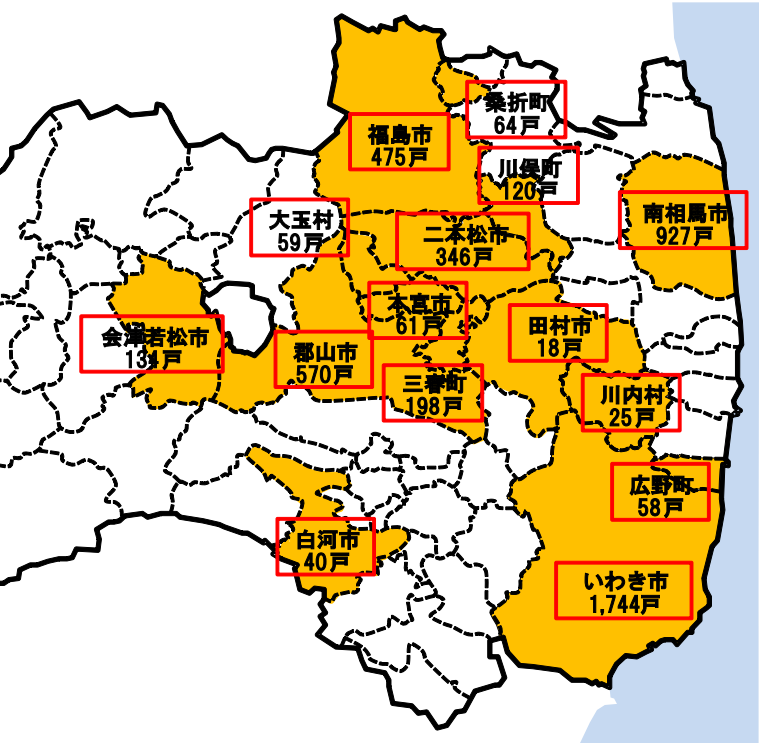 桑折町
64戸
福島市
475戸
川俣町
120戸
南相馬市
927戸
大玉村
59戸
二本松市
346戸
本宮市
61戸
田村市
18戸
会津若松市
134戸
郡山市
570戸
三春町
198戸
川内村
25戸
広野町
58戸
白河市
40戸
いわき市
1,744戸